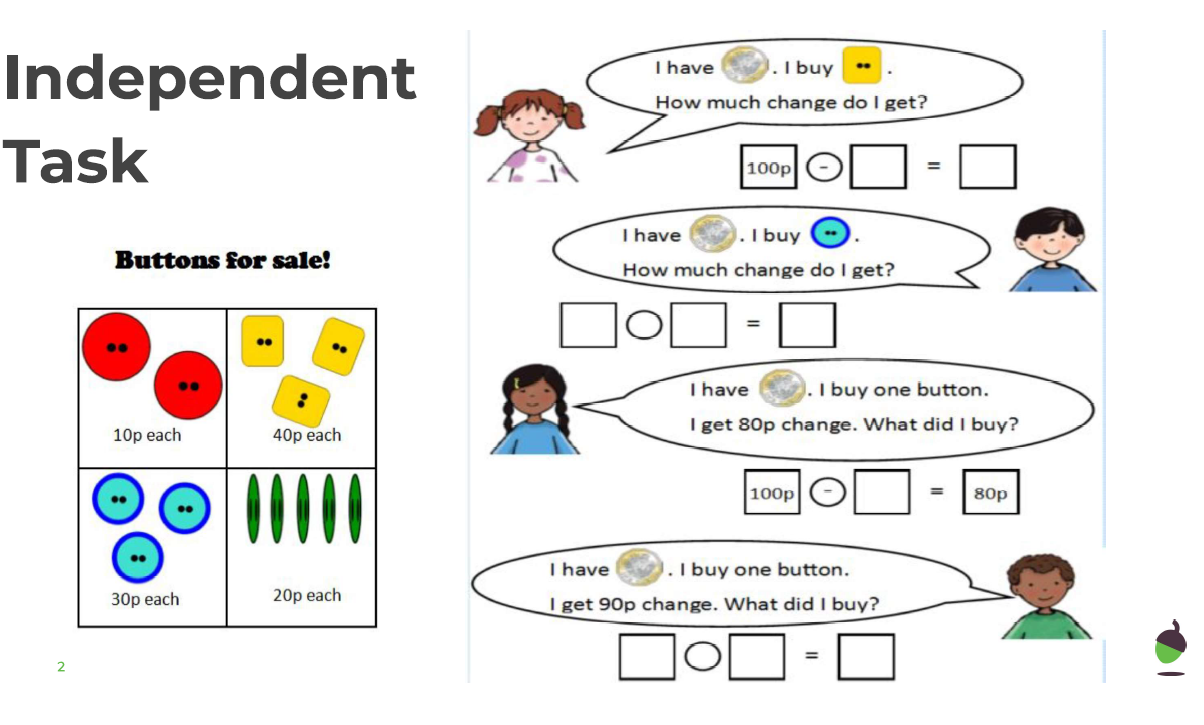 Independent
Task
Buttons for sale!
10p each
40p each
30p each
20p each
I have . I buy .
How much change do I get?
100p - =
I have . I buy .
How much change do I get?
=
I have . I buy one button.
I get 80p change. What did I buy?
100p - = 80p
I have . I buy one button.
I get 90p change. What did I buy?
=
2